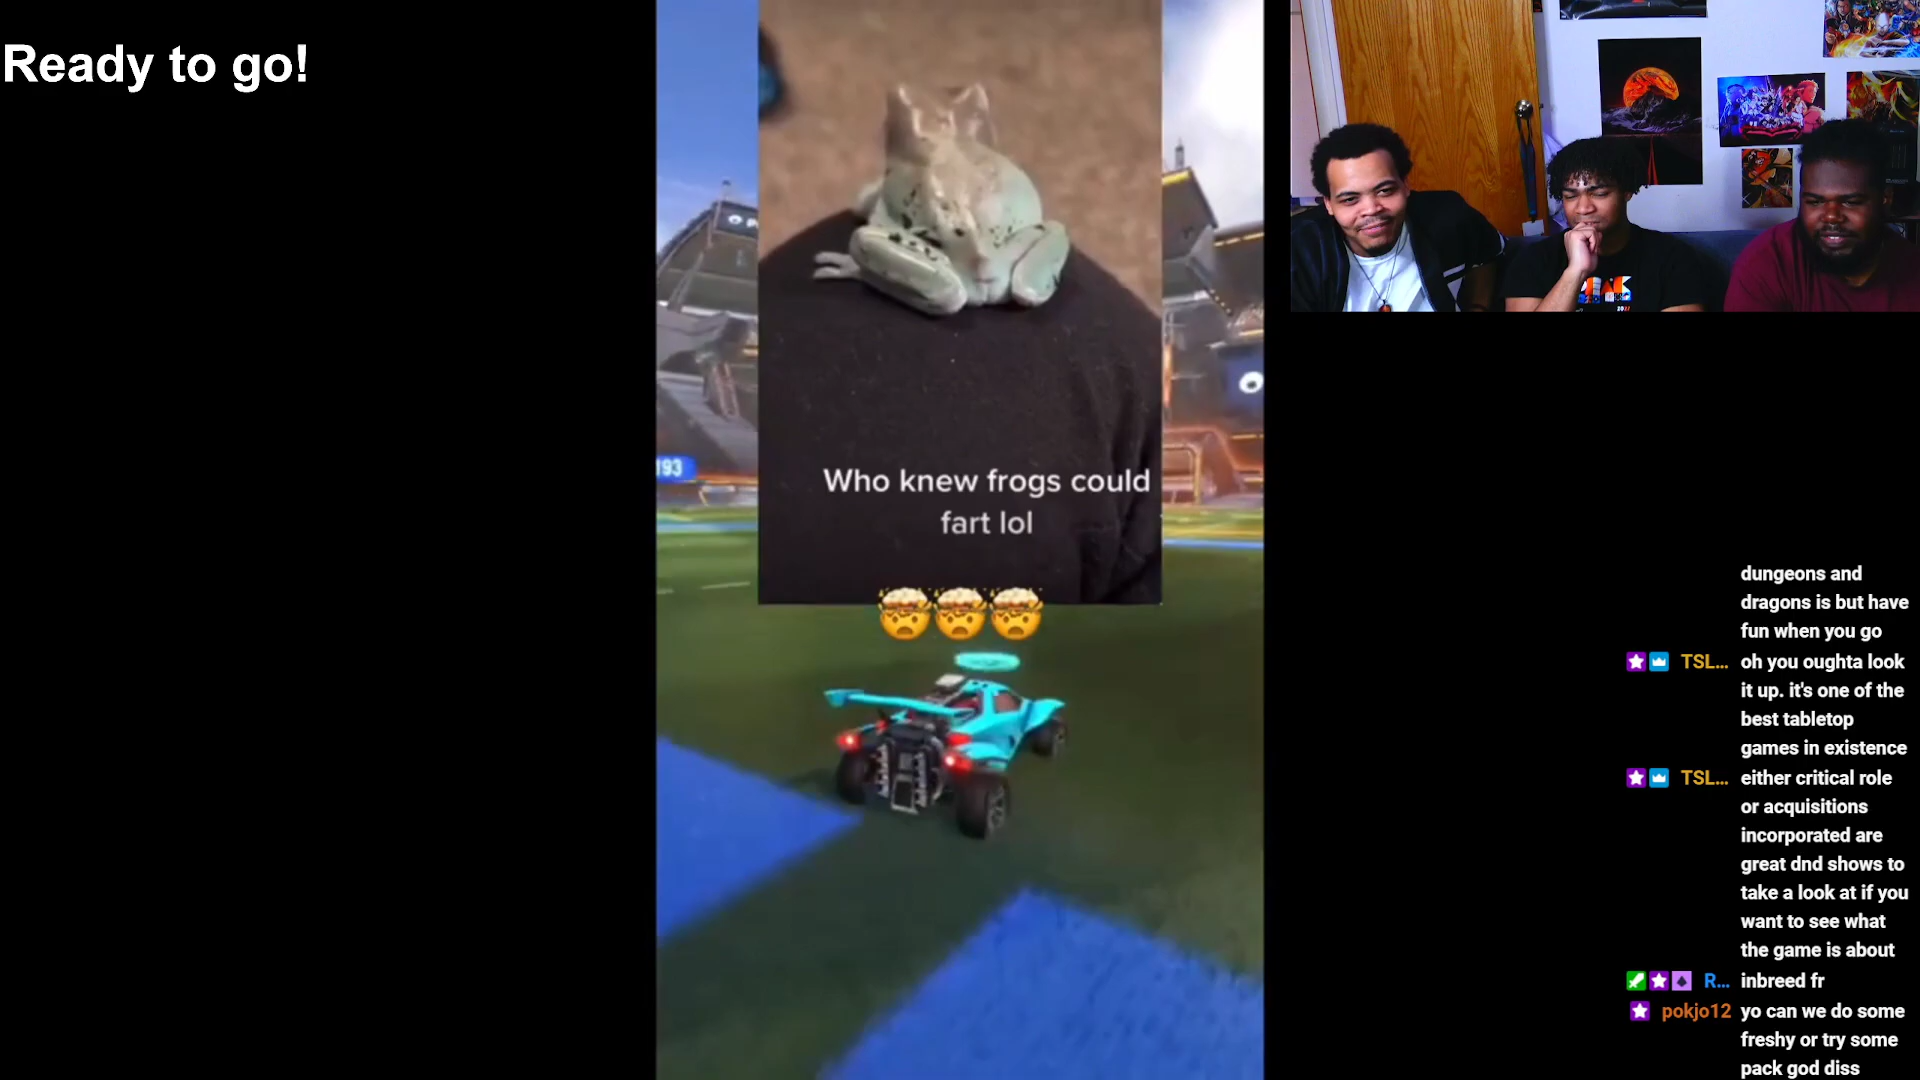 Ready to go!
193
Who knew frogs could
fart lol
dungeons and
dragons is but have
fun when you go
TSL... oh you oughta look
it up. it's one of the
best tabletop
games in existence
TSL... either critical role
or acquisitions
incorporated are
great dnd shows to
take a look at if you
want to see what
the game is about
R... inbreed fr
pokjo12 yo can we do some
freshy or try some
pack god diss